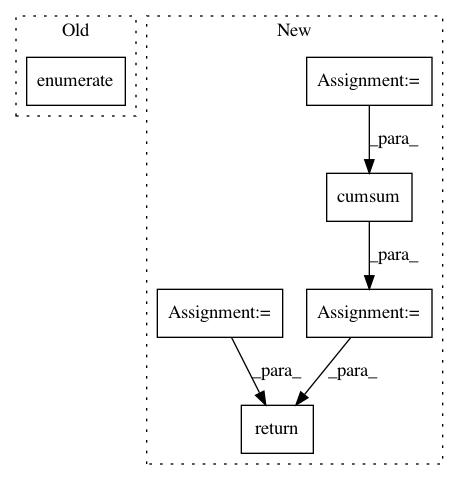 Old
New
enumerate
Assignment:=
_para_
cumsum
_para_
Assignment:=
Assignment:=
_para_
_para_
return